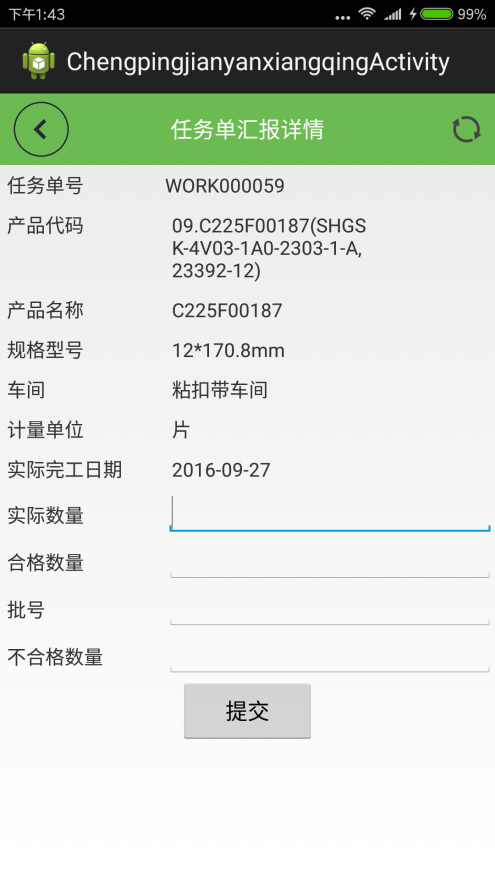 下午1:43
99%
ChengpingjianyanxiangqingActivity
任务单汇报详情
任务单号 WORK000059
产品代码 09.C225F00187(SHGS
K-4V03-1A0-2303-1-A,
23392-12)
产品名称 C225F00187
规格型号 12*170.8mm
车间 粘扣带车间
计量单位 片
实际完工日期 2016-09-27
实际数量
合格数量
批号
不合格数量
提交